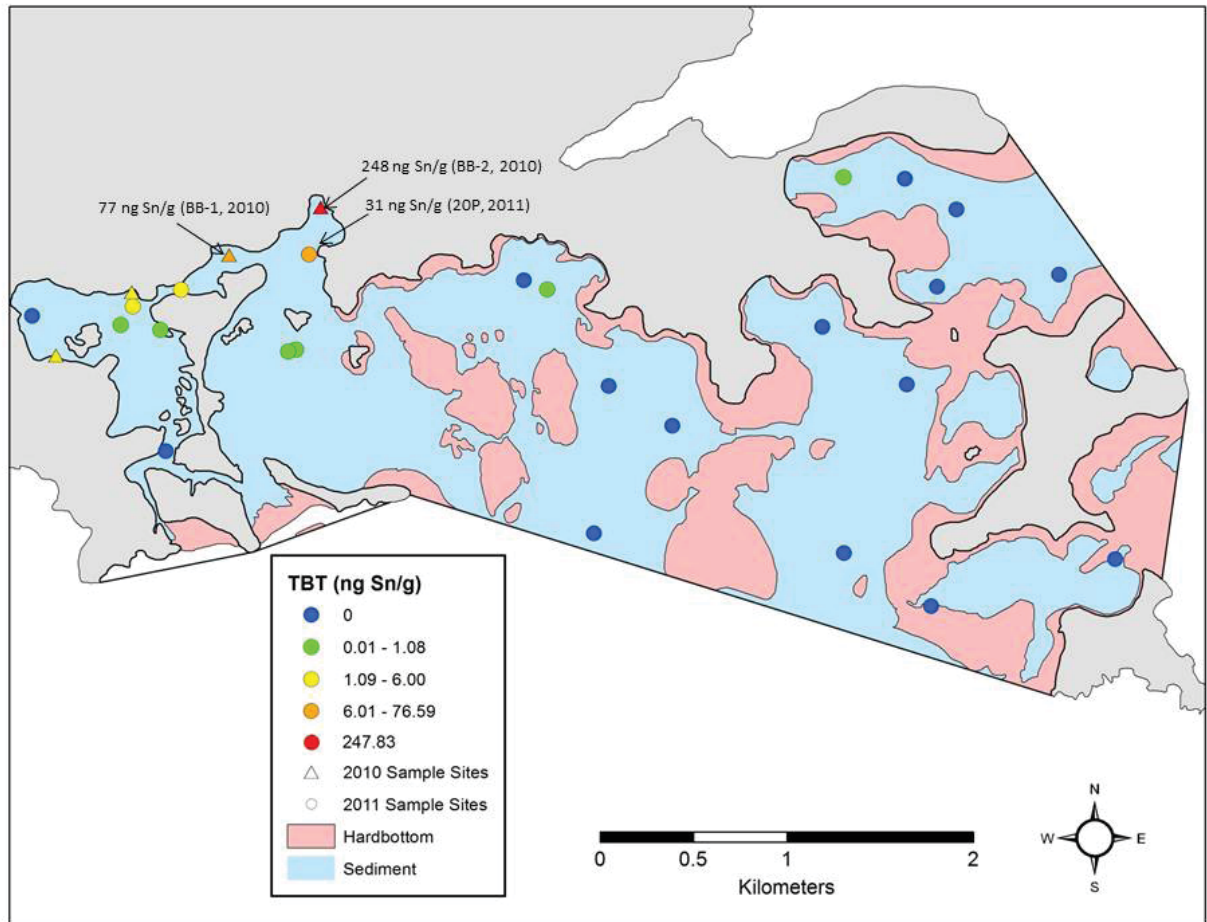 248 ng Sn/g (BB-2, 2010)
77 ng Sn/g (BB-1, 2010)
31 ng Sn/g (20P, 2011)
TBT (ng Sn/g)
0
0.01 - 1.08
1.09 - 6.00
6.01 - 76.59
247.83
2010 Sample Sites
2011 Sample Sites
Hardbottom
Sediment
0 0.5 1 2
Kilometers
N
W E
S